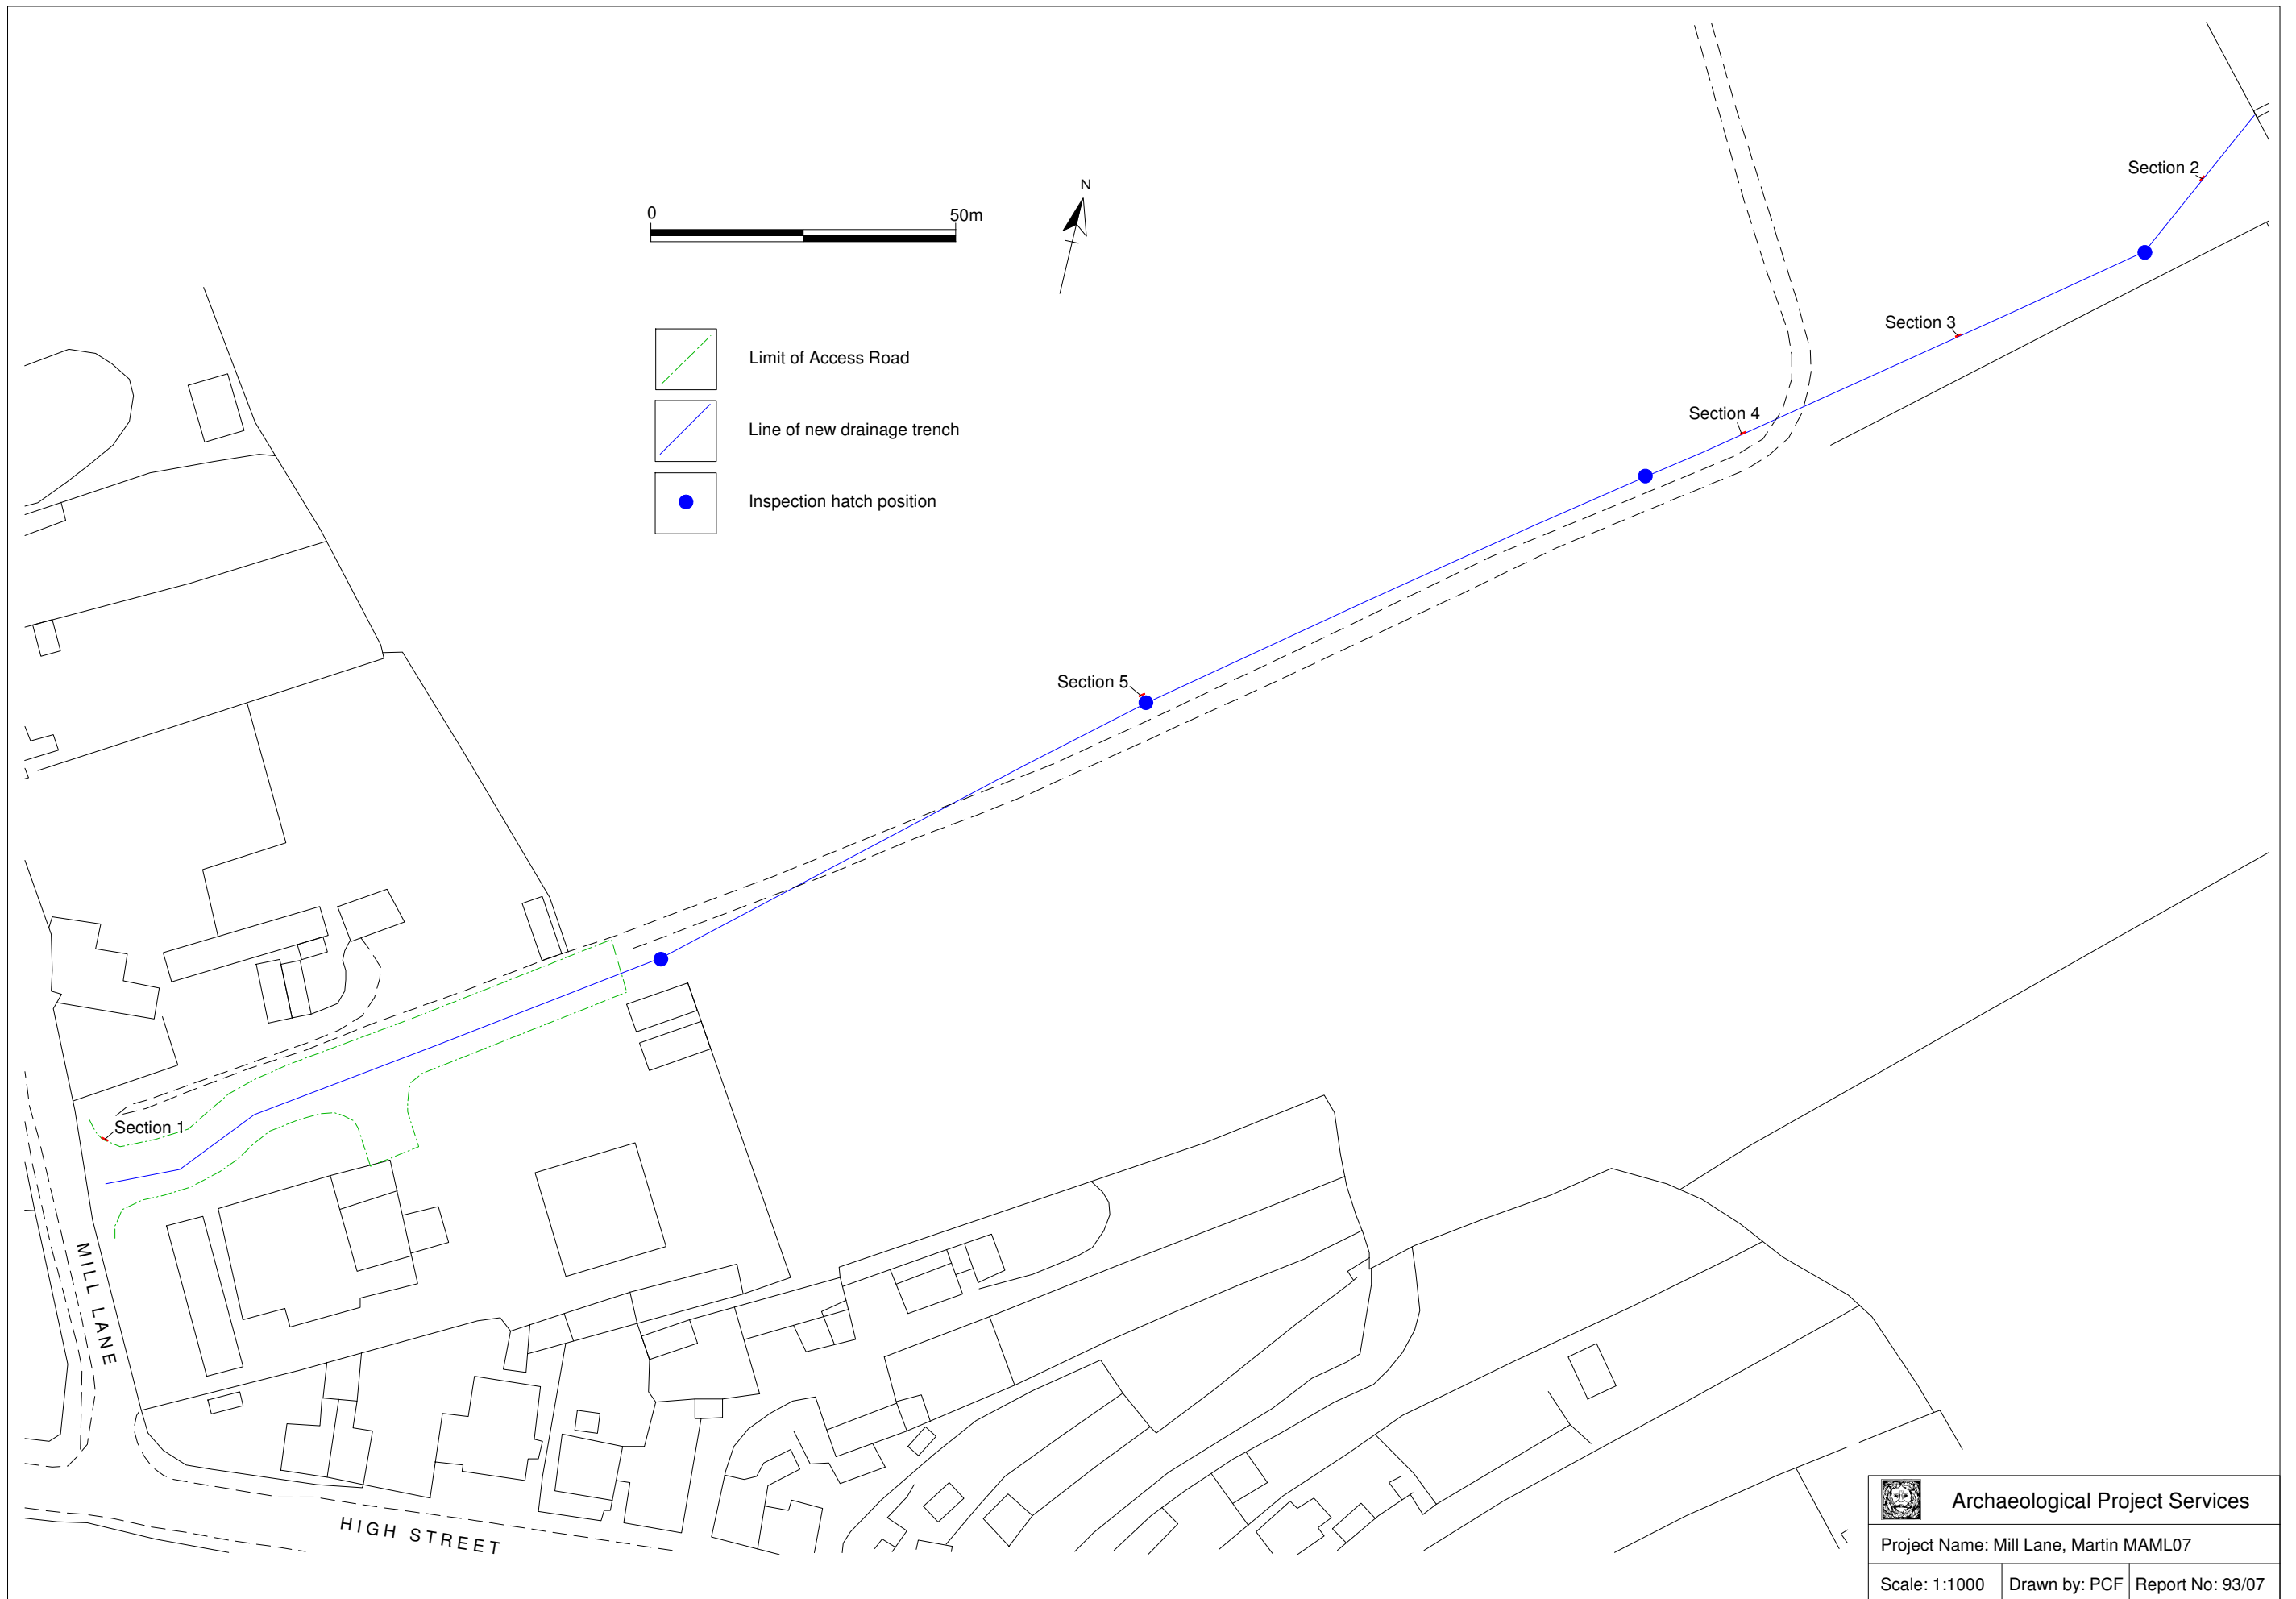 N
0
50m
Section 2
Limit of Access Road
Section 3
Line of new drainage trench
Section 4
Inspection hatch position
Section 5
Section 1
MILL LANE
HIGH STREET
Archaeological Project Services
Project Name: Mill Lane, Martin MAML07
Scale: 1:1000
Drawn by: PCF
Report No: 93/07